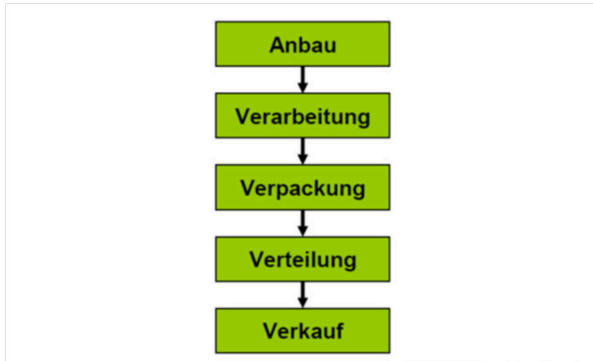 Anbau
Verarbeitung
Verpackung
Verteilung
Verkauf